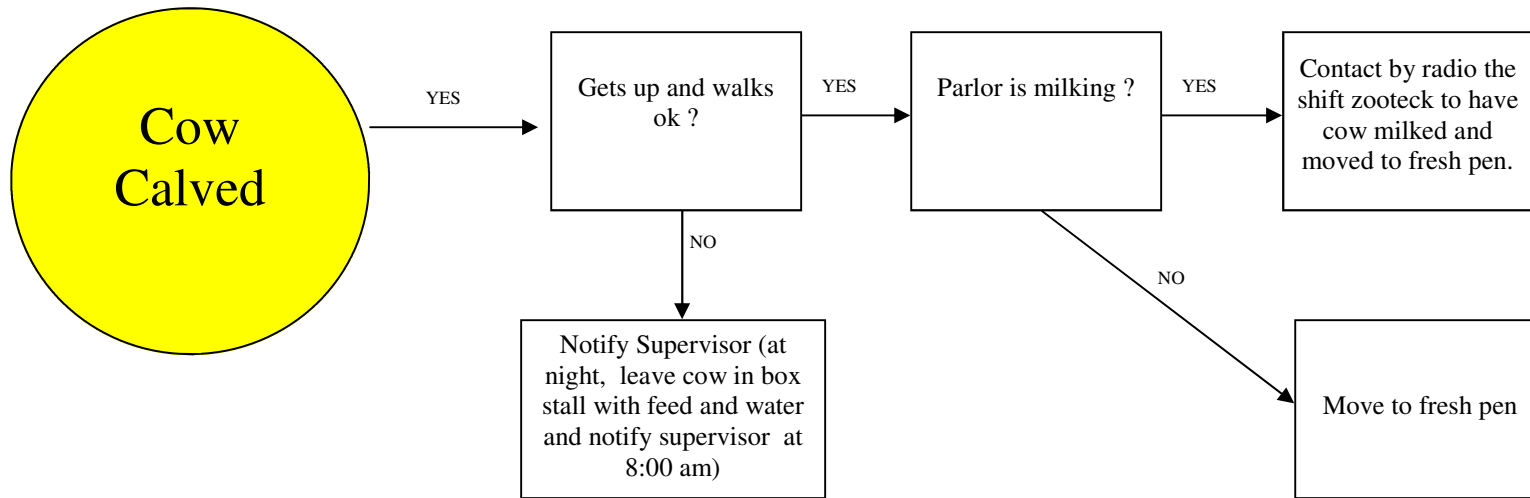 Cow
Calved
YES
Gets up and walks
ok ?
YES
Parlor is milking ?
YES
Contact by radio the
shift zooteck to have
cow milked and
moved to fresh pen.
NO
Notify Supervisor (at
night, leave cow in box
stall with feed and water
and notify supervisor at
8:00 am)
NO
Move to fresh pen